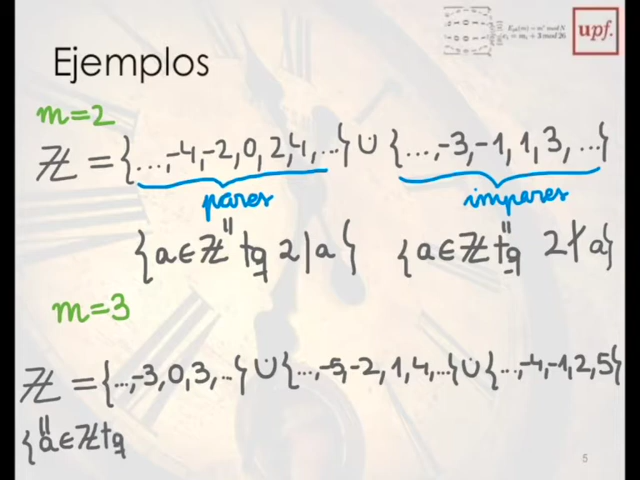 upf.
Ejemplos
m=2
ℤ = {...,-4,-2,0,2,4,...} ∪̇ {...,-3,-1,1,3,...}
pares impares
{a∈ℤ tq 2|a} {a∈ℤ tq 2∤a}
m=3
ℤ = {...,-3,0,3,...} ∪̇ {...,-5,-2,1,4,...} ∪̇ {...,-4,-1,2,5}
{a∈ℤ tq
5